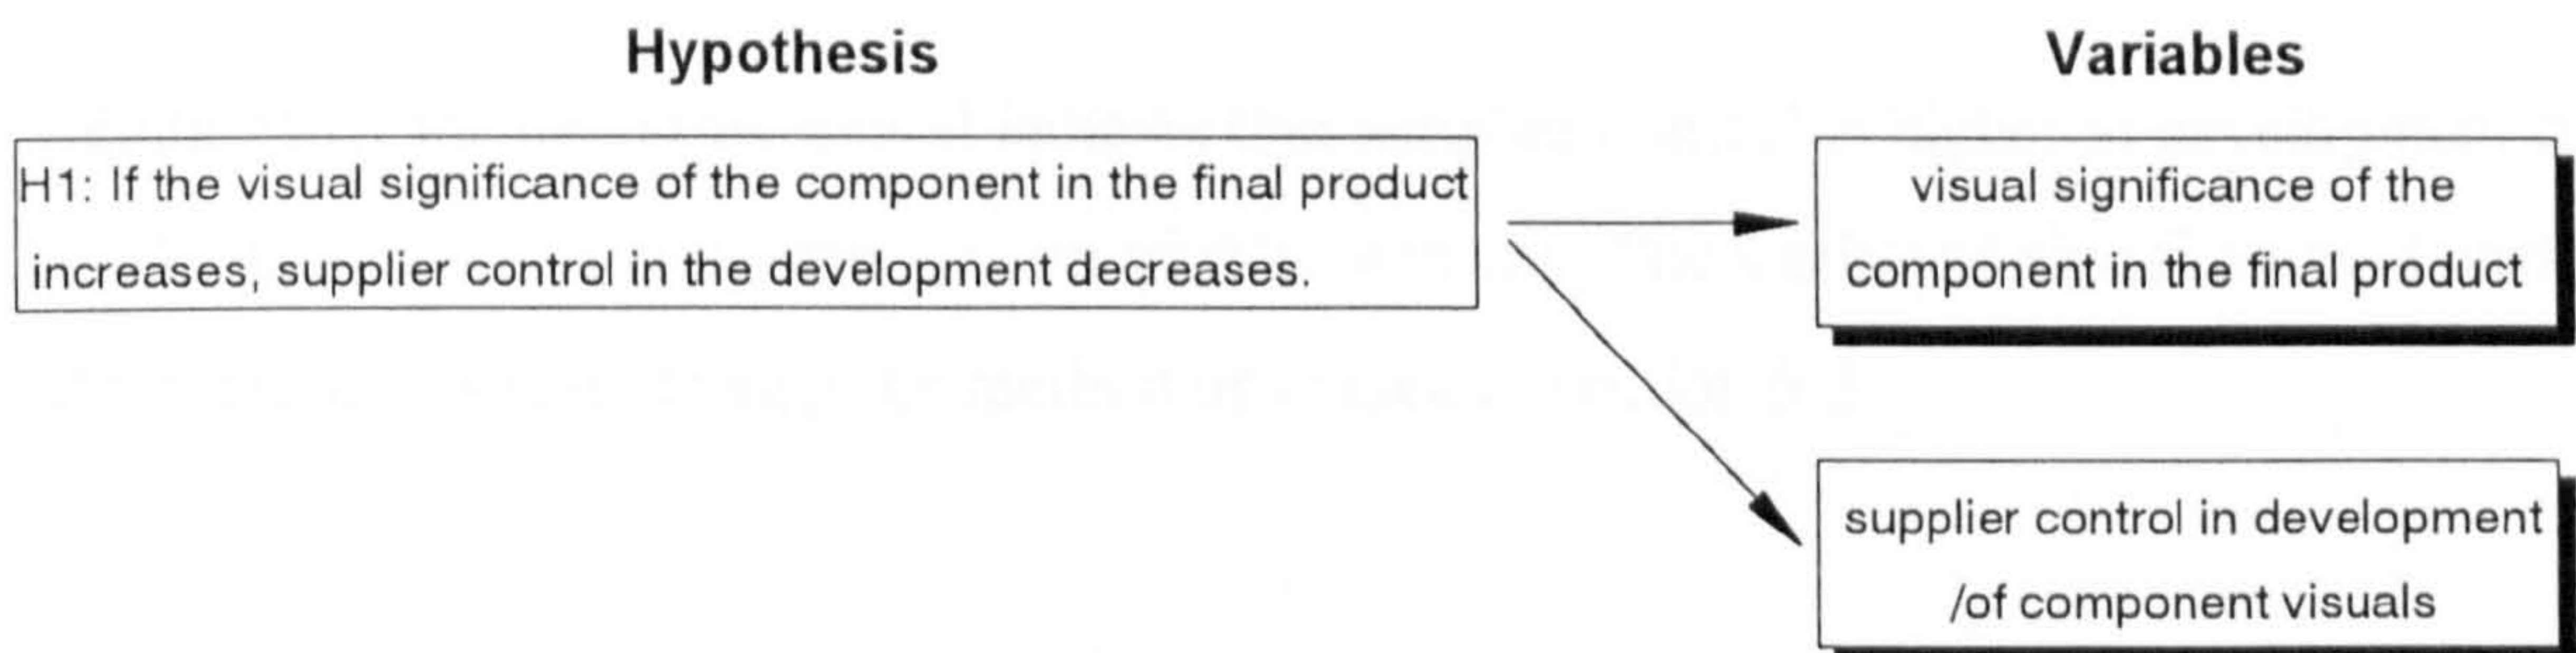 Hypothesis
Variables
H1: If the visual significance of the component in the final product
increases, supplier control in the development decreases.
visual significance of the
component in the final product
supplier control in development
/of component visuals